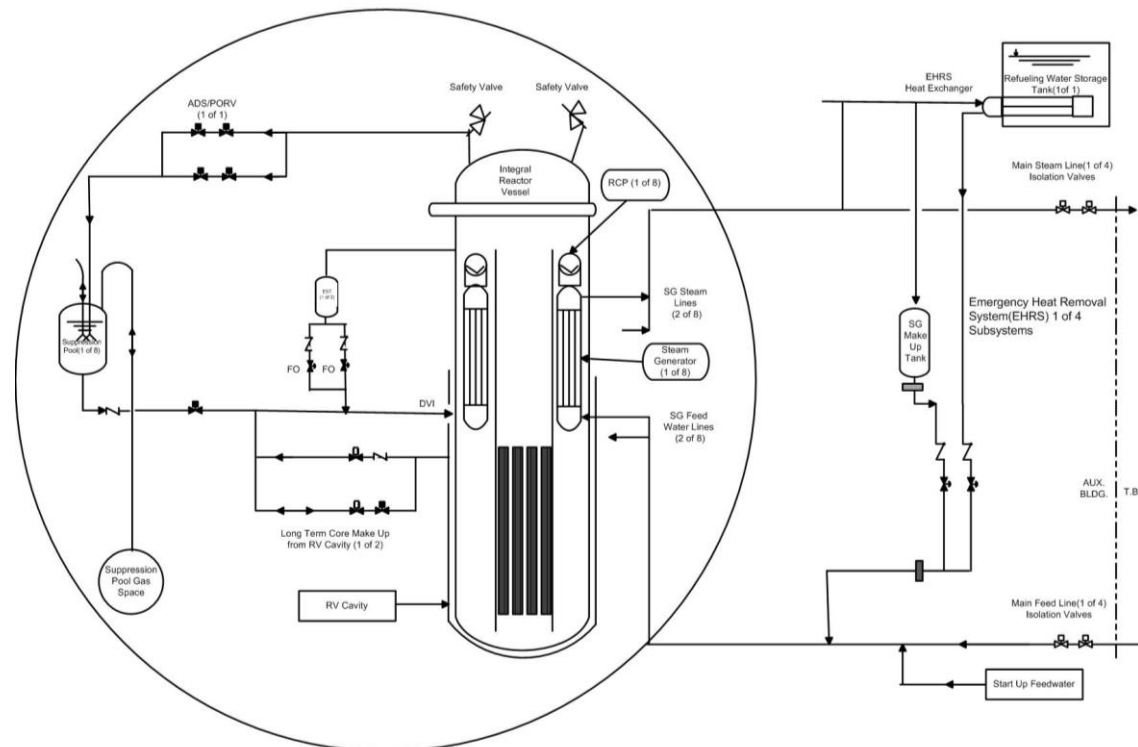 Safety Valve
Safety Valve
ADS/PORV
(1 of 1)
Integral
Reactor
Vessel
RCP (1 of 8)
EHRS
Heat Exchanger
Refueling Water Storage
Tank(1of 1)
Main Steam Line(1 of 4)
Isolation Valves
SG Steam
Lines
(2 of 8)
Emergency Heat Removal
System(EHRS) 1 of 4
Subsystems
SG
Make
Up
Tank
Suppression
Pool(1 of 8)
FO
FO
Steam
Generator
(1 of 8)
DVI
SG Feed
Water Lines
(2 of 8)
AUX.
BLDG.
T.B
Long Term Core Make Up
from RV Cavity (1 of 2)
Suppression
Pool Gas
Space
RV Cavity
Main Feed Line(1 of 4)
Isolation Valves
Start Up Feedwater